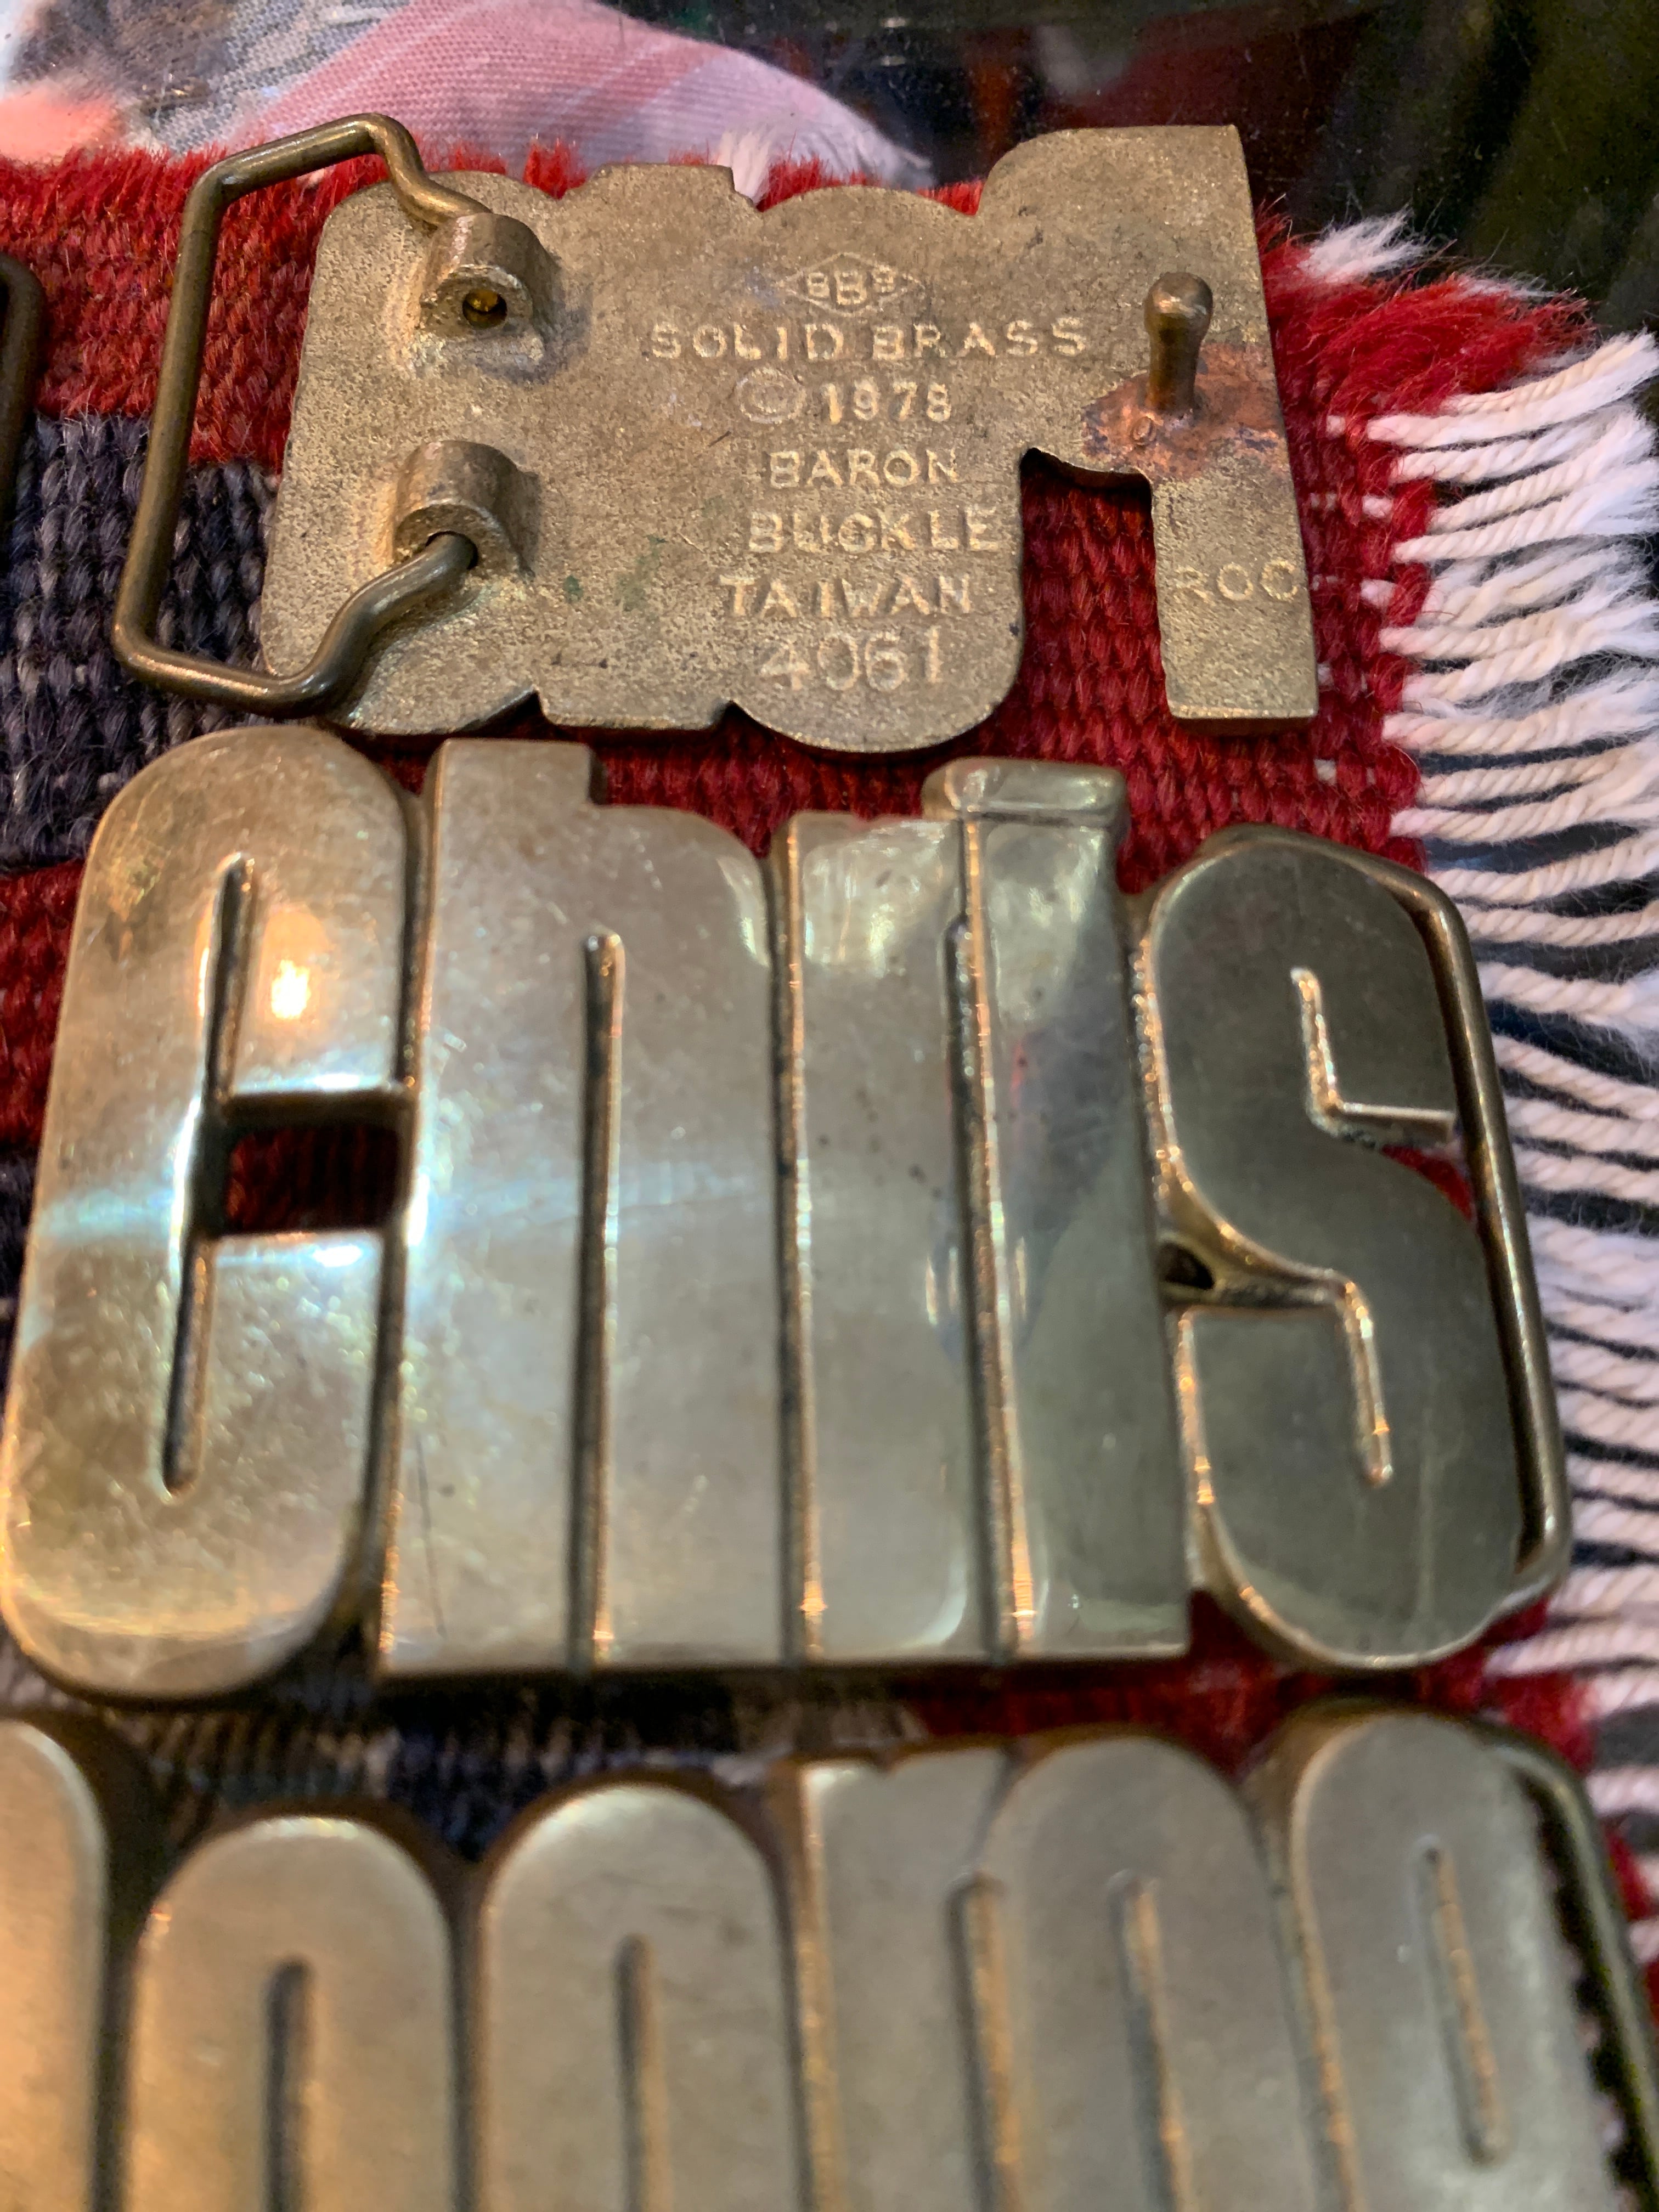 BBB
SOLID BRASS
© 1978
BARON
BUCKLE
TAIWAN
ROC
4061
Chris